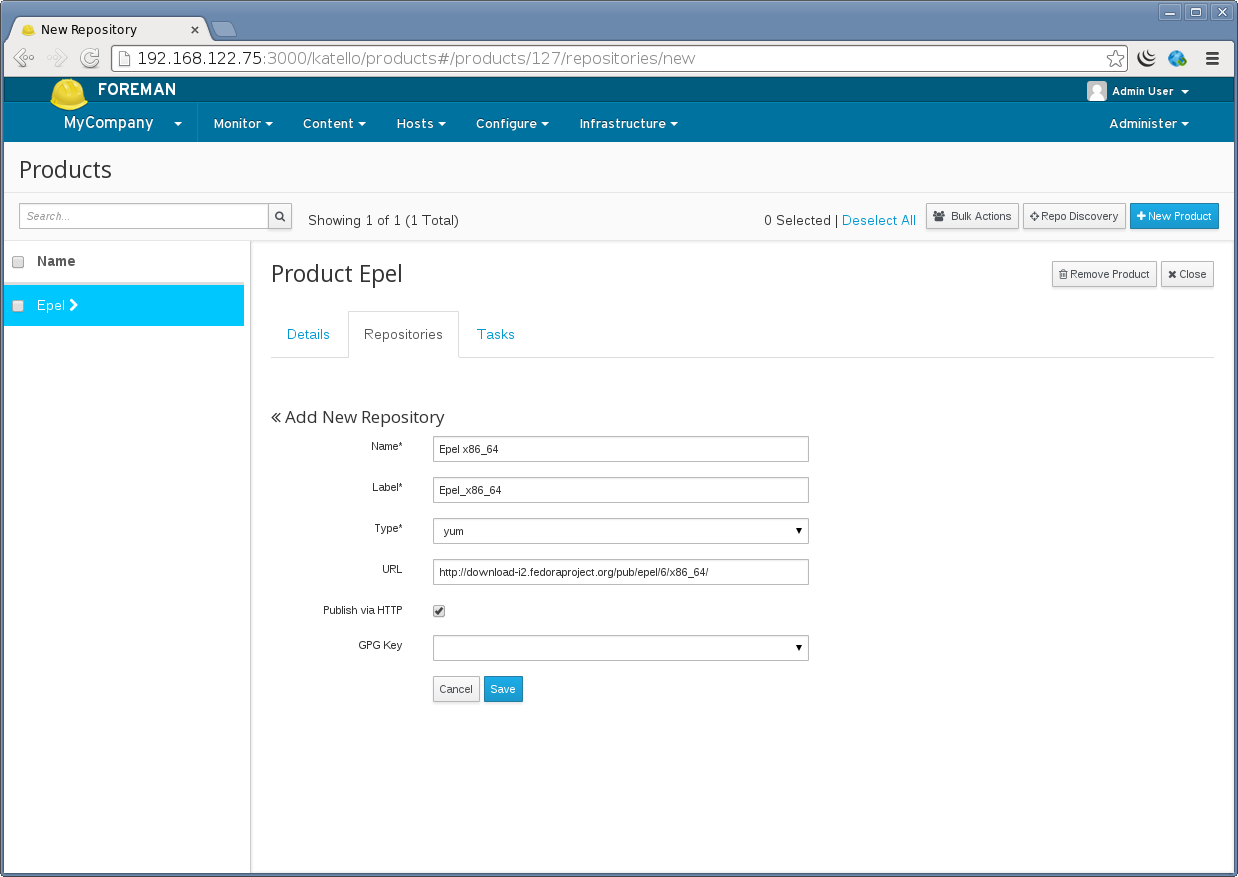 New Repository
192.168.122.75:3000/katello/products#/products/127/repositories/new
FOREMAN
Admin User
MyCompany Monitor Content Hosts Configure Infrastructure Administer
Products
Search... Showing 1 of 1 (1 Total) 0 Selected | Deselect All Bulk Actions Repo Discovery New Product
Name
Epel
Product Epel Remove Product Close
Details Repositories Tasks
Add New Repository
Name* Epel x86_64
Label* Epel_x86_64
Type* yum
URL http://download-i2.fedoraproject.org/pub/epel/6/x86_64/
Publish via HTTP
GPG Key
Cancel Save